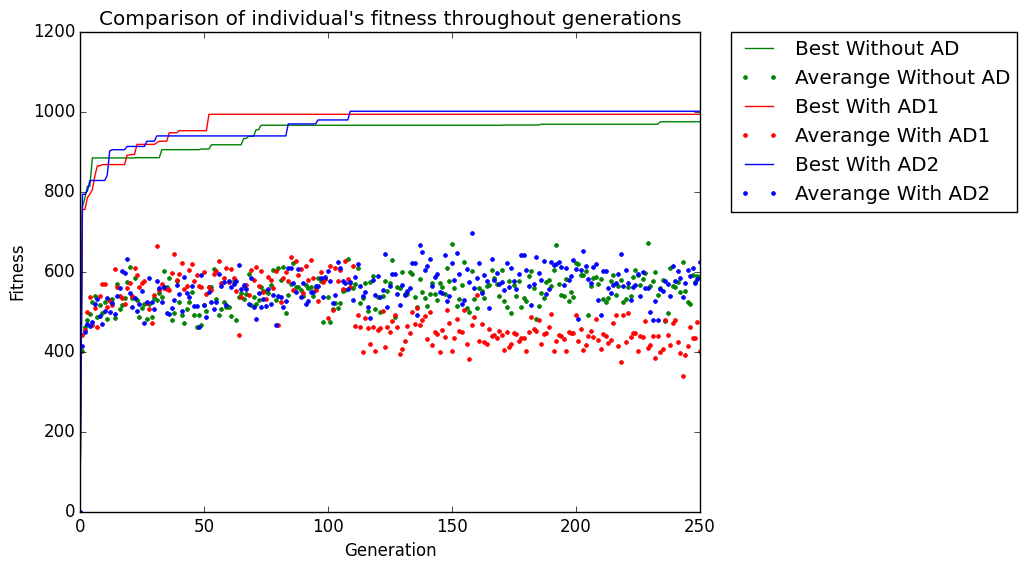 Comparison of individual's fitness throughout generations
1200
1000
800
600
400
200
0
Fitness
0 50 100 150 200 250
Generation
Best Without AD
Averange Without AD
Best With AD1
Averange With AD1
Best With AD2
Averange With AD2